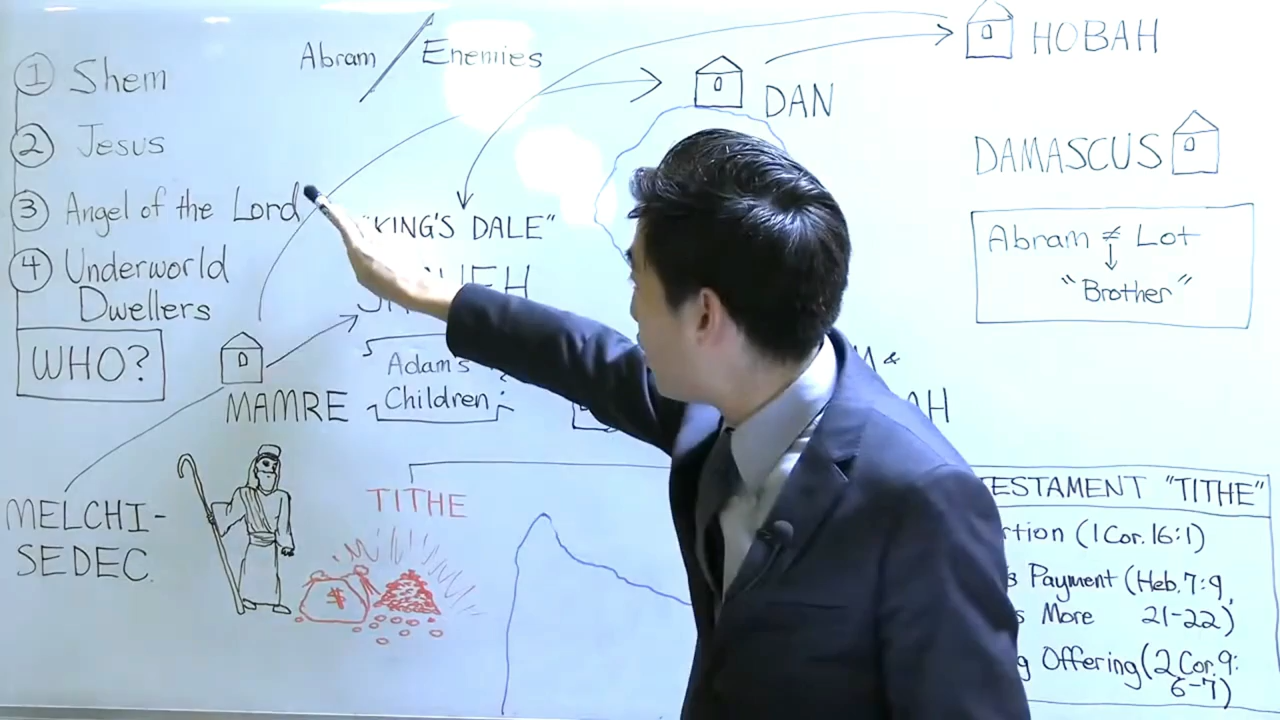 ① Shem
② Jesus
③ Angel of the Lord
④ Underworld
Dwellers
WHO?
Abram / Enemies
HOBAH
DAN
DAMASCUS
Abram ≠ Lot
↓
"Brother"
"KING'S DALE"
MAMRE
Adam's
Children
?
&
AH
MELCHI-
SEDEC.
TITHE
$
ESTAMENT "TITHE"
rtion (1 Cor. 16:1)
s Payment (Heb. 7:9,
s More 21-22)
g Offering (2 Cor. 9:
6-7)